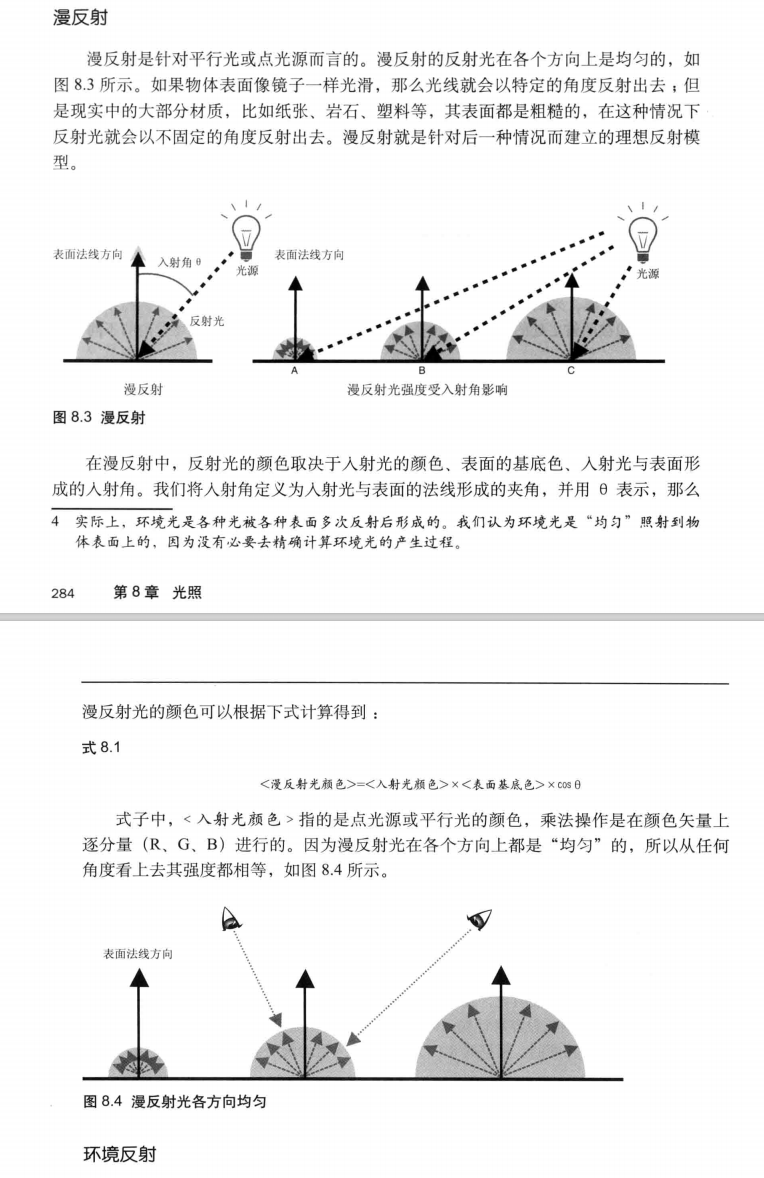 漫反射
漫反射是针对平行光或点光源而言的。漫反射的反射光在各个方向上是均匀的，如
图 8.3 所示。如果物体表面像镜子一样光滑，那么光线就会以特定的角度反射出去；但
是现实中的大部分材质，比如纸张、岩石、塑料等，其表面都是粗糙的，在这种情况下
反射光就会以不固定的角度反射出去。漫反射就是针对后一种情况而建立的理想反射模
型。
表面法线方向
入射角 θ
光源
反射光
漫反射
表面法线方向
光源
A
B
C
漫反射光强度受入射角影响
图 8.3 漫反射
在漫反射中，反射光的颜色取决于入射光的颜色、表面的基底色、入射光与表面形
成的入射角。我们将入射角定义为入射光与表面的法线形成的夹角，并用 θ 表示，那么
4 实际上，环境光是各种光被各种表面多次反射后形成的。我们认为环境光是“均匀”照射到物
体表面上的，因为没有必要去精确计算环境光的产生过程。
284 第 8 章 光照
漫反射光的颜色可以根据下式计算得到：
式 8.1
<漫反射光颜色>=<入射光颜色>×<表面基底色>×cos θ
式子中，<入射光颜色>指的是点光源或平行光的颜色，乘法操作是在颜色矢量上
逐分量（R、G、B）进行的。因为漫反射光在各个方向上都是“均匀”的，所以从任何
角度看上去其强度都相等，如图 8.4 所示。
表面法线方向
图 8.4 漫反射光各方向均匀
环境反射